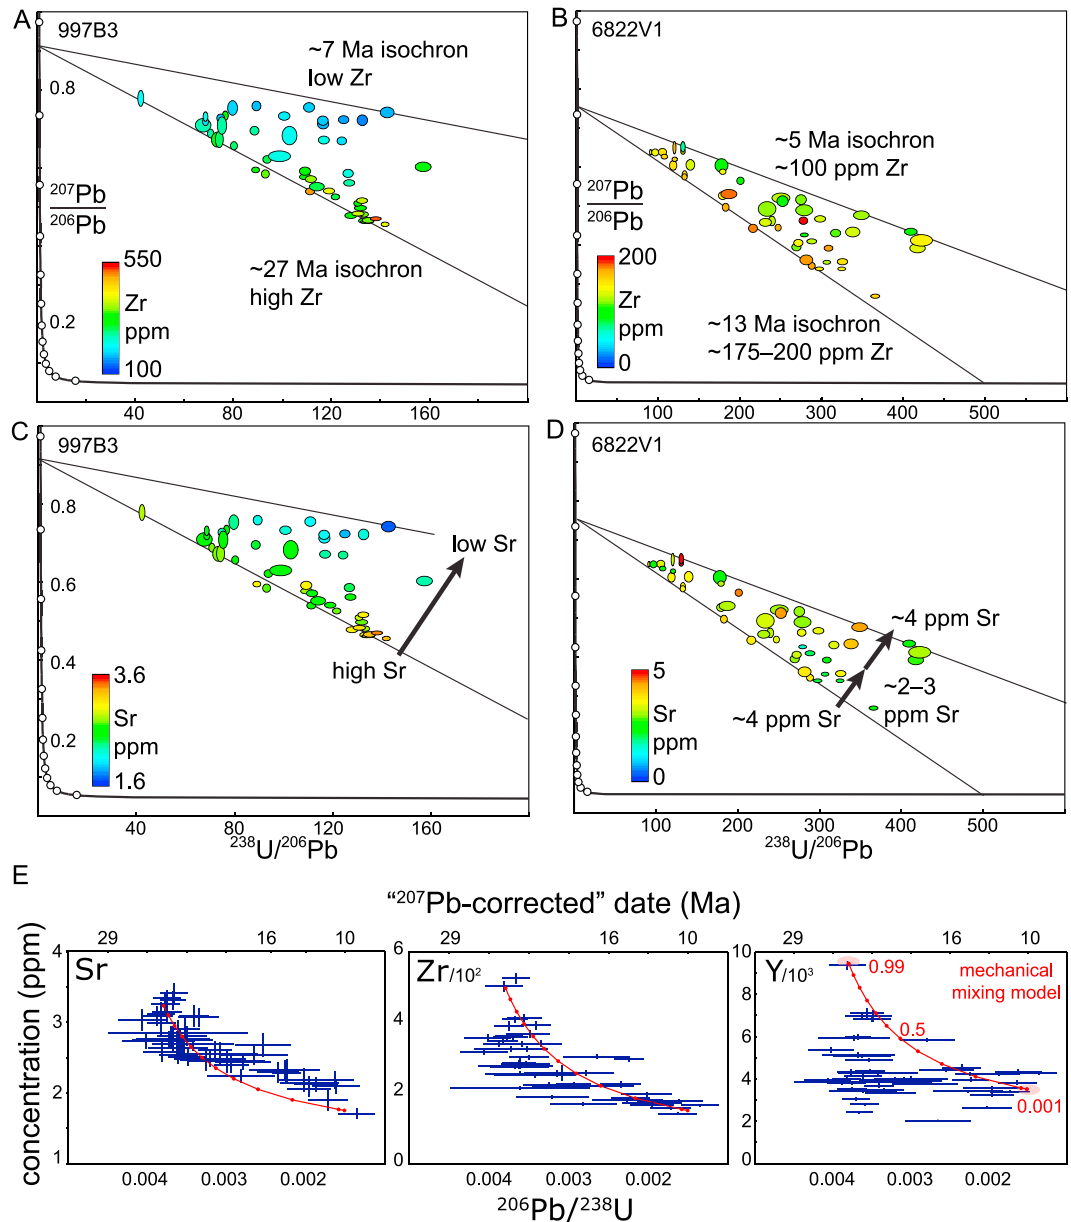 A
997B3
~7 Ma isochron
low Zr
0.8
²⁰⁷Pb
²⁰⁶Pb
550
Zr
ppm
100
~27 Ma isochron
high Zr
0.2
40
80
120
160
B
6822V1
~5 Ma isochron
~100 ppm Zr
²⁰⁷Pb
²⁰⁶Pb
200
Zr
ppm
0
~13 Ma isochron
~175–200 ppm Zr
100
200
300
400
500
C
997B3
0.8
0.6
0.4
0.2
low Sr
high Sr
3.6
Sr
ppm
1.6
40
80
120
160
²³⁸U/²⁰⁶Pb
D
6822V1
~4 ppm Sr
~2–3
ppm Sr
~4 ppm Sr
5
Sr
ppm
0
100
200
300
400
500
²³⁸U/²⁰⁶Pb
E
“²⁰⁷Pb-corrected” date (Ma)
29 16 10
29 16 10
29 16 10
concentration (ppm)
Sr
4
3
2
1
0.004 0.003 0.002
Zr/10²
6
4
2
0
0.004 0.003 0.002
Y/10³
10
8
6
4
2
0
0.99
mechanical
mixing model
0.5
0.001
0.004 0.003 0.002
²⁰⁶Pb/²³⁸U